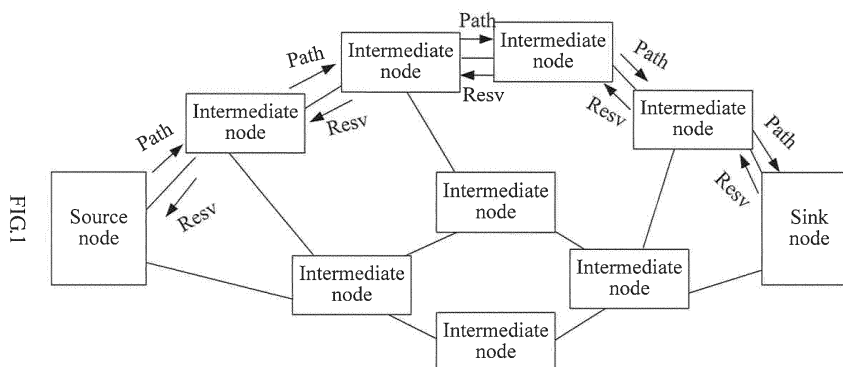 Path
Intermediate
node
Path
Intermediate
node
Path
Resv
Resv
Intermediate
node
Path
Resv
Intermediate
node
Path
Resv
Source
node
Resv
Intermediate
node
Sink
node
Intermediate
node
Intermediate
node
Intermediate
node
FIG.1